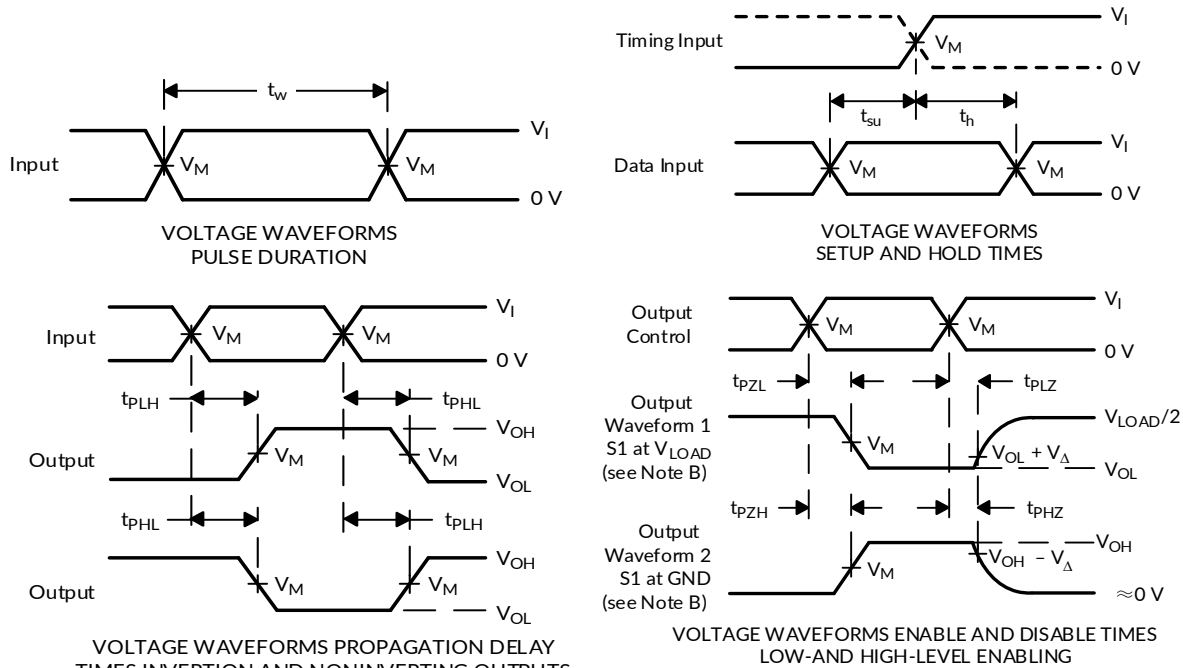 t_w
Input
V_I
V_M
V_M
0 V
VOLTAGE WAVEFORMS
PULSE DURATION
Timing Input
V_I
V_M
0 V
t_su
t_h
Data Input
V_I
V_M
V_M
0 V
VOLTAGE WAVEFORMS
SETUP AND HOLD TIMES
Input
V_I
V_M
V_M
0 V
t_PLH
t_PHL
Output
V_OH
V_M
V_M
V_OL
t_PHL
t_PLH
Output
V_OH
V_M
V_M
V_OL
VOLTAGE WAVEFORMS PROPAGATION DELAY
TIMES INVERTION AND NONINVERTING OUTPUTS
Output
Control
V_I
V_M
V_M
0 V
t_PZL
t_PLZ
Output
Waveform 1
S1 at V_LOAD
(see Note B)
V_LOAD/2
V_M
V_OL + V_Δ
V_OL
t_PZH
t_PHZ
Output
Waveform 2
S1 at GND
(see Note B)
V_OH
V_OH - V_Δ
V_M
≈0 V
VOLTAGE WAVEFORMS ENABLE AND DISABLE TIMES
LOW-AND HIGH-LEVEL ENABLING